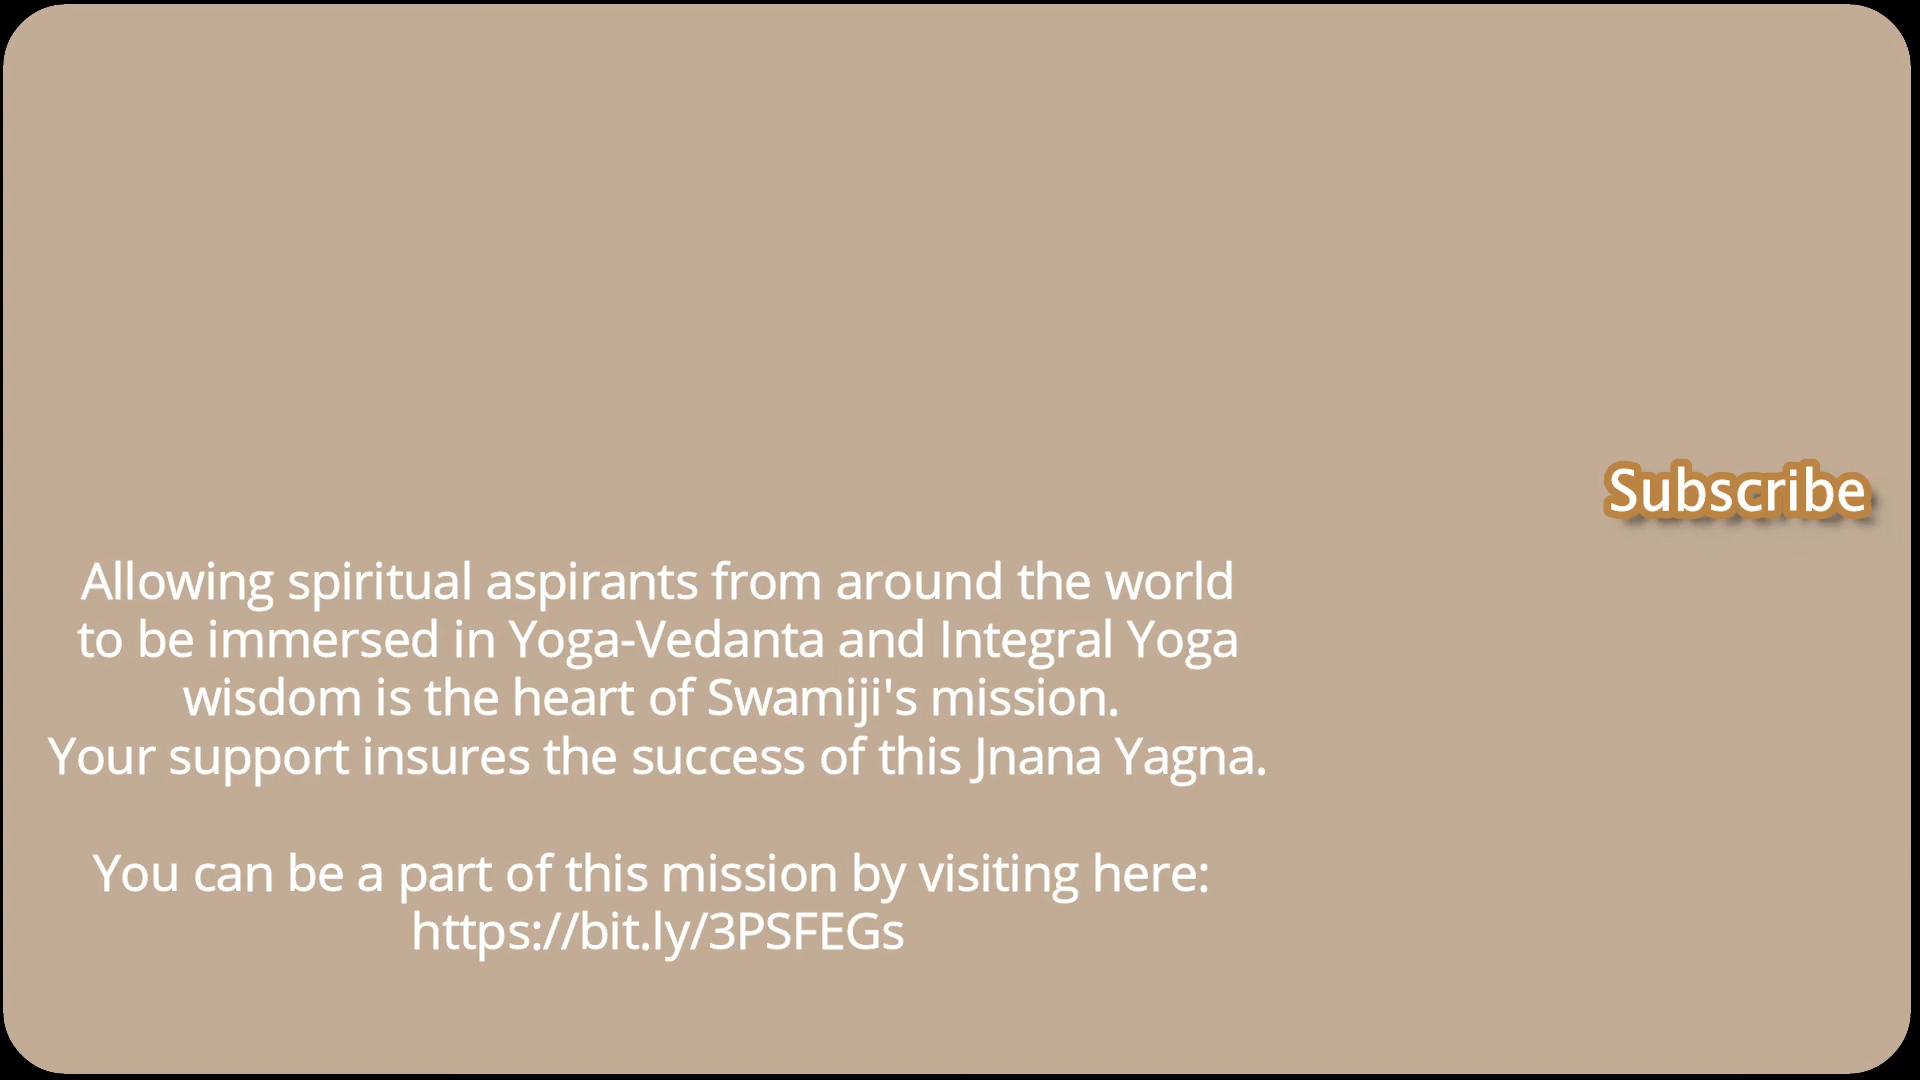 Subscribe
Allowing spiritual aspirants from around the world
to be immersed in Yoga-Vedanta and Integral Yoga
wisdom is the heart of Swamiji's mission.
Your support insures the success of this Jnana Yagna.
You can be a part of this mission by visiting here:
https://bit.ly/3PSFEGs